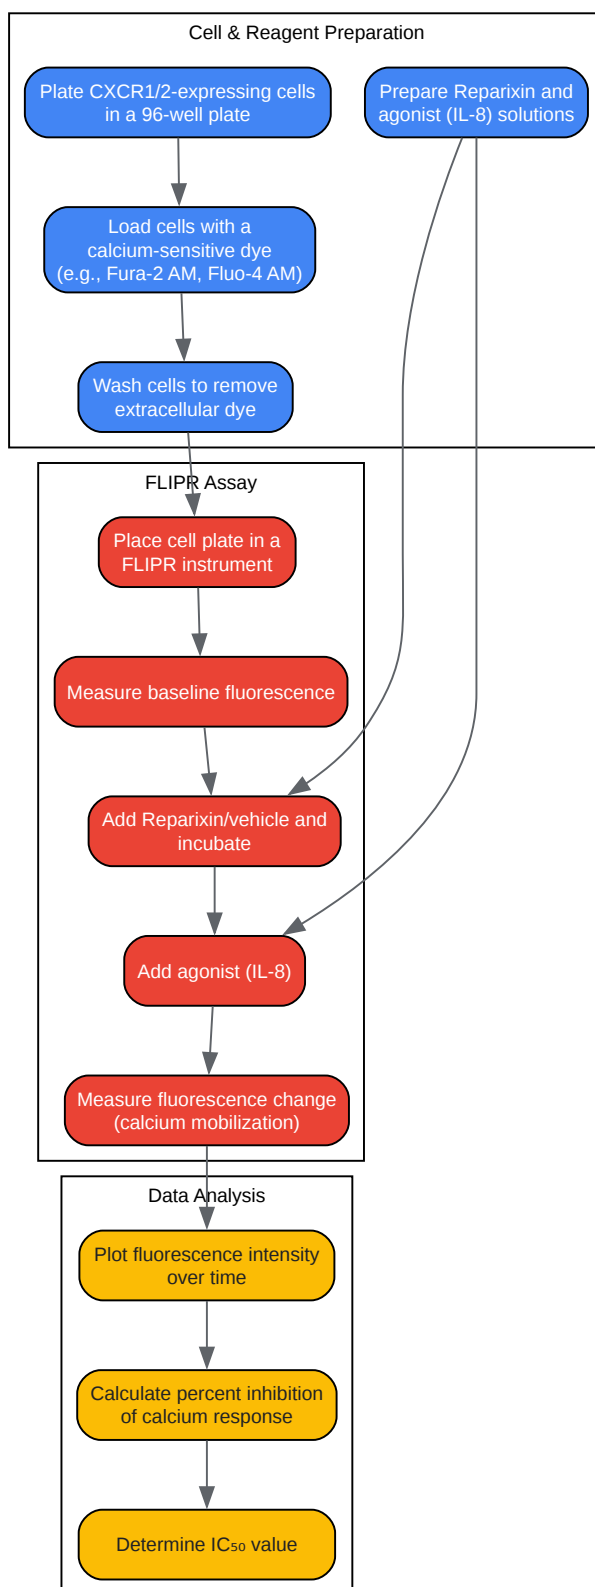 Cell & Reagent Preparation
Plate CXCR1/2-expressing cells
in a 96-well plate
Prepare Reparixin and
agonist (IL-8) solutions
Load cells with a
calcium-sensitive dye
(e.g., Fura-2 AM, Fluo-4 AM)
Wash cells to remove
extracellular dye
FLIPR Assay
Place cell plate in a
FLIPR instrument
Measure baseline fluorescence
Add Reparixin/vehicle and
incubate
Add agonist (IL-8)
Measure fluorescence change
(calcium mobilization)
Data Analysis
Plot fluorescence intensity
over time
Calculate percent inhibition
of calcium response
Determine IC₅₀ value